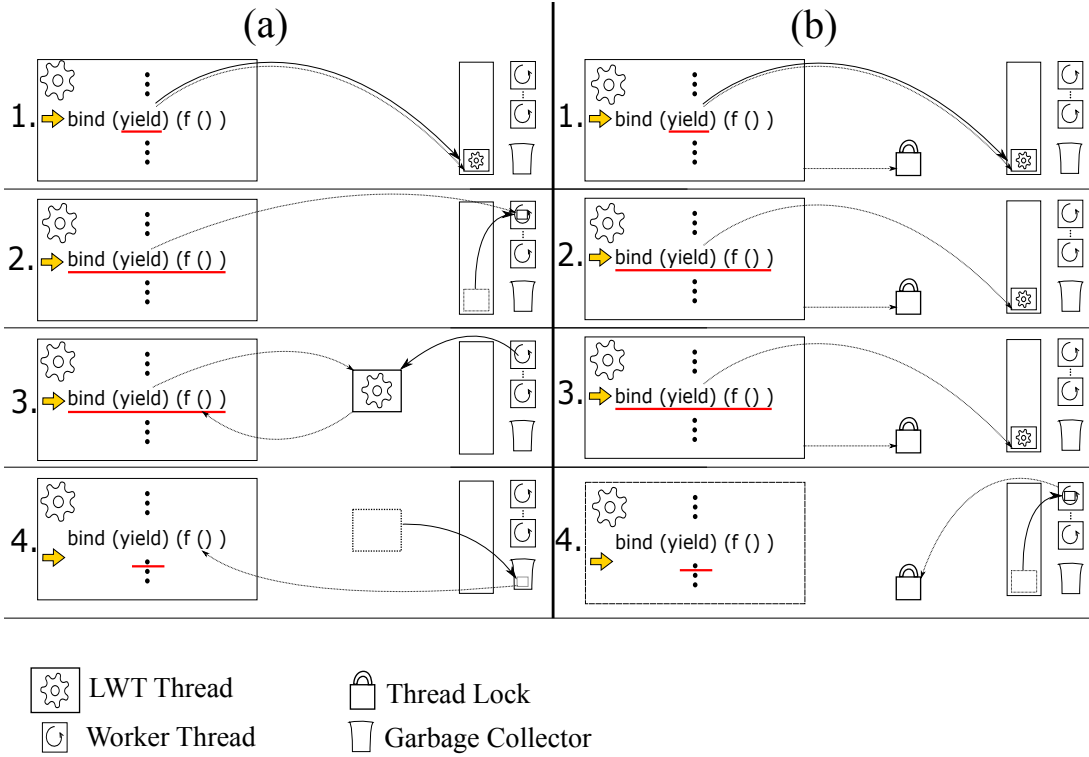 (a)
(b)
1. bind (yield) (f () )
1. bind (yield) (f () )
2. bind (yield) (f () )
2. bind (yield) (f () )
3. bind (yield) (f () )
3. bind (yield) (f () )
4. bind (yield) (f () )
4. bind (yield) (f () )
LWT Thread
Thread Lock
Worker Thread
Garbage Collector